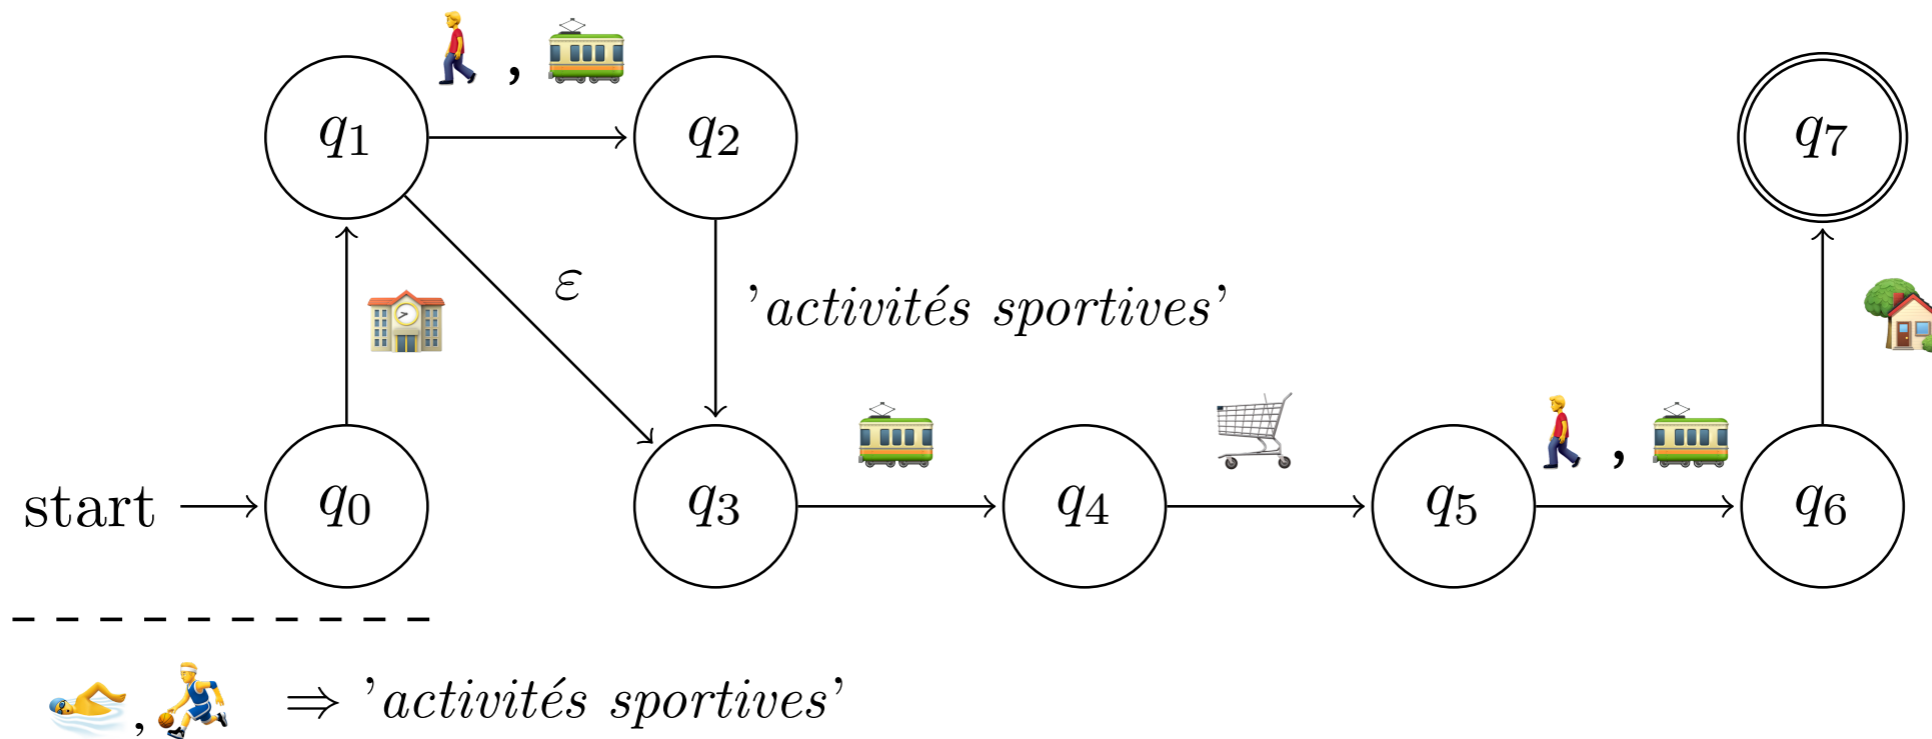 ,
q1
q2
q7
ε
'activités sportives'
start
q0
q3
q4
q5
,
q6
, ⇒ 'activités sportives'